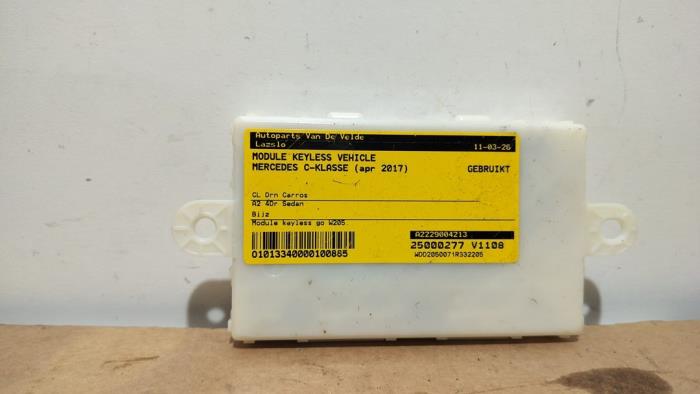 Autoparts Van De Velde
Lazslo 11-03-26
MODULE KEYLESS VEHICLE
MERCEDES C-KLASSE (apr 2017) GEBRUIKT
CL Drn Carros
A2 4Dr Sedan
Bijz
Module keyless go W205
A2229004213
25000277 V1108
WDD2050071R332205
01013340000100885